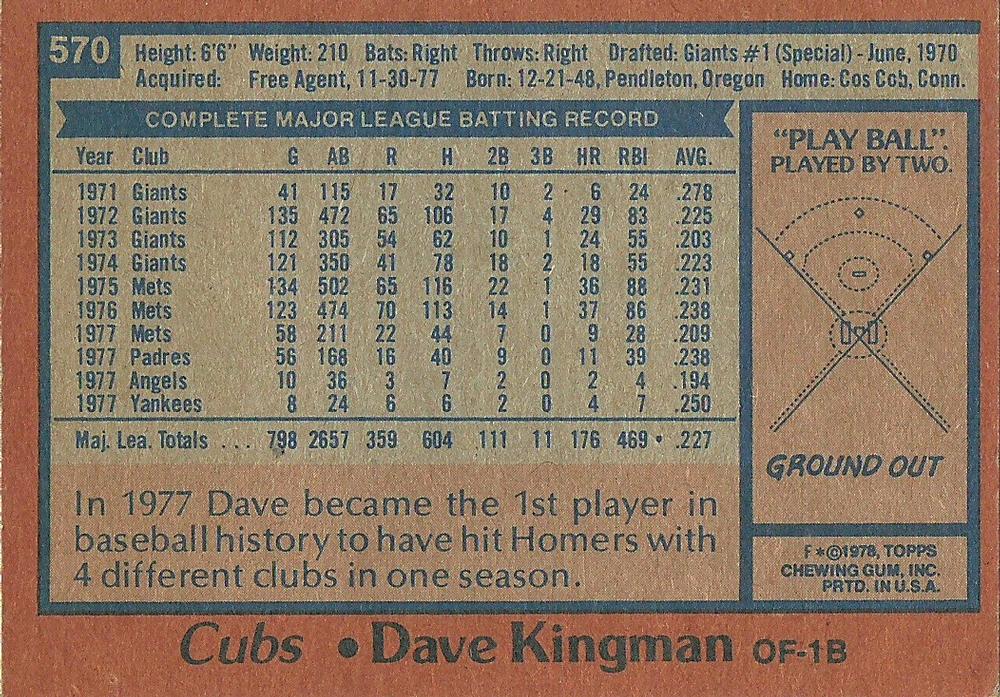 570
Height: 6'6" Weight: 210 Bats: Right Throws: Right Drafted: Giants #1 (Special) - June, 1970
Acquired: Free Agent, 11-30-77 Born: 12-21-48, Pendleton, Oregon Home: Cos Cob, Conn.
COMPLETE MAJOR LEAGUE BATTING RECORD
Year Club G AB R H 2B 3B HR RBI AVG.
1971 Giants 41 115 17 32 10 2 6 24 .278
1972 Giants 135 472 65 106 17 4 29 83 .225
1973 Giants 112 305 54 62 10 1 24 55 .203
1974 Giants 121 350 41 78 18 2 18 55 .223
1975 Mets 134 502 65 116 22 1 36 88 .231
1976 Mets 123 474 70 113 14 1 37 86 .238
1977 Mets 58 211 22 44 7 0 9 28 .209
1977 Padres 56 168 16 40 9 0 11 39 .238
1977 Angels 10 36 3 7 2 0 2 4 .194
1977 Yankees 8 24 6 6 2 0 4 7 .250
Maj. Lea. Totals ... 798 2657 359 604 111 11 176 469 .227
In 1977 Dave became the 1st player in
baseball history to have hit Homers with
4 different clubs in one season.
"PLAY BALL".
PLAYED BY TWO.
GROUND OUT
F*©1978, TOPPS
CHEWING GUM, INC.
PRTD. IN U.S.A.
Cubs • Dave Kingman OF-1B